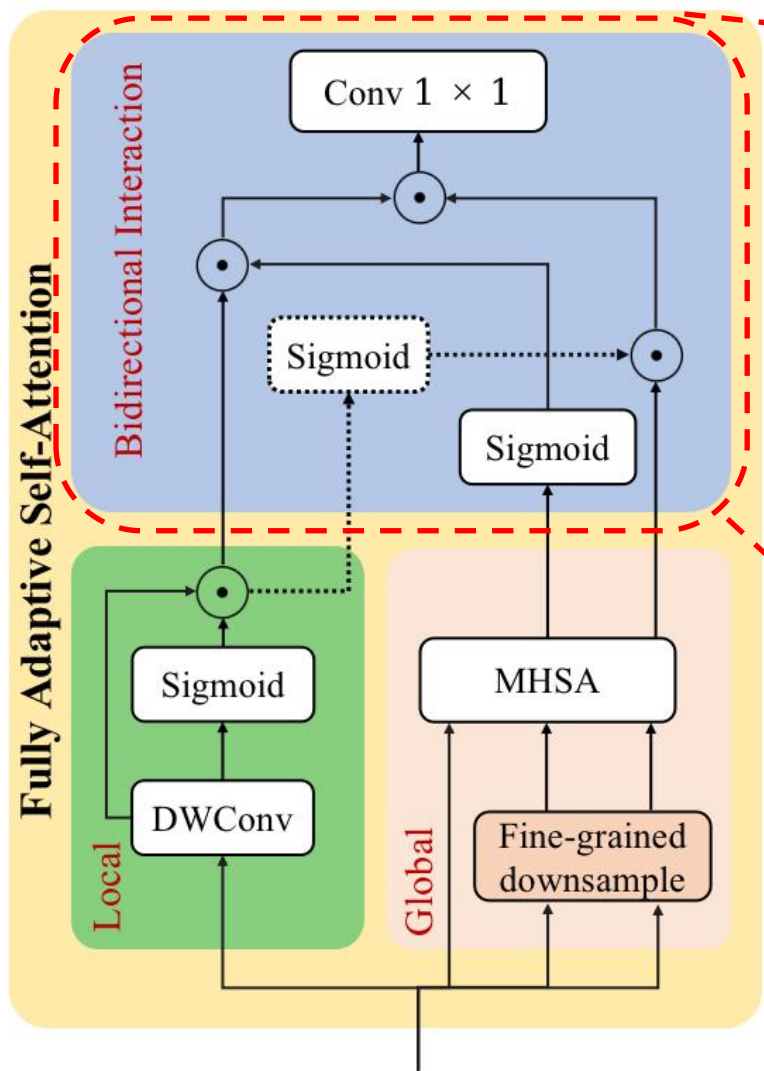 Fully Adaptive Self-Attention
Bidirectional Interaction
Conv 1 × 1
Sigmoid
Sigmoid
Local
Sigmoid
DWConv
Global
MHSA
Fine-grained
downsample